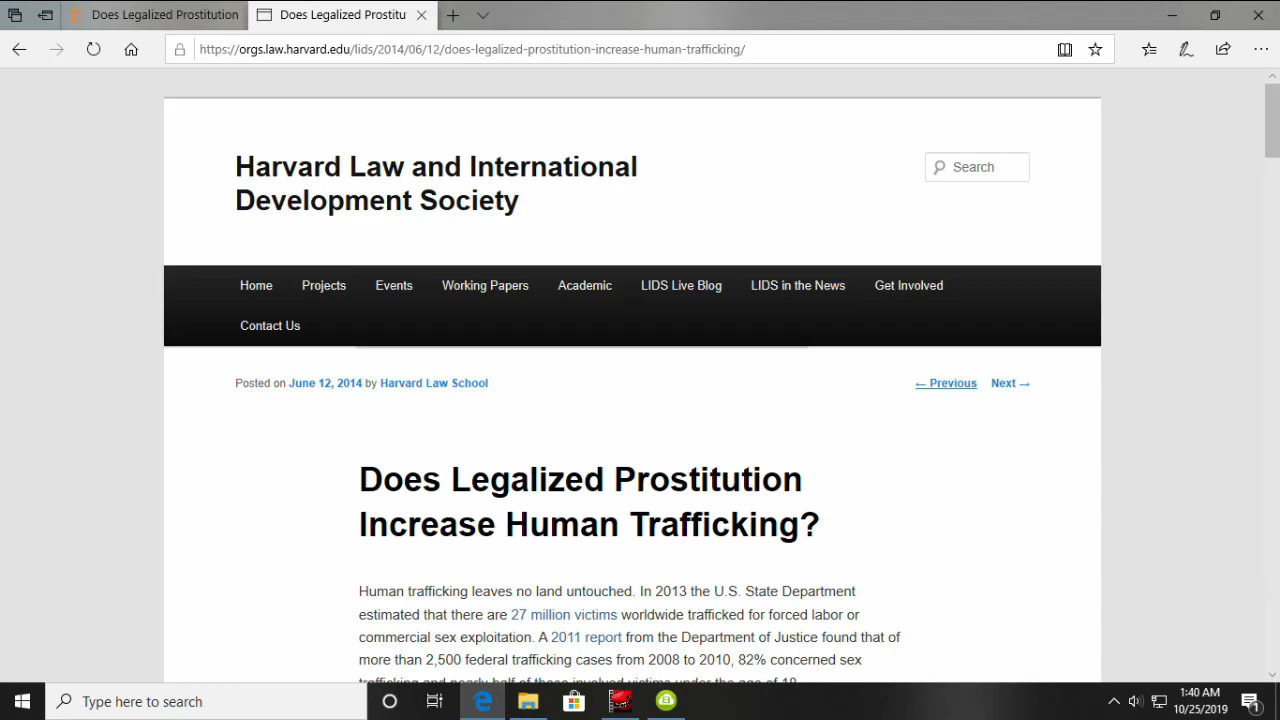 Does Legalized Prostitution
Does Legalized Prostitu
https://orgs.law.harvard.edu/lids/2014/06/12/does-legalized-prostitution-increase-human-trafficking/
Harvard Law and International
Development Society
Search
Home Projects Events Working Papers Academic LIDS Live Blog LIDS in the News Get Involved
Contact Us
Posted on June 12, 2014 by Harvard Law School
← Previous Next →
Does Legalized Prostitution
Increase Human Trafficking?
Human trafficking leaves no land untouched. In 2013 the U.S. State Department
estimated that there are 27 million victims worldwide trafficked for forced labor or
commercial sex exploitation. A 2011 report from the Department of Justice found that of
more than 2,500 federal trafficking cases from 2008 to 2010, 82% concerned sex
trafficking and nearly half of those involved victims under the age of 18.
Type here to search
1:40 AM
10/25/2019
1